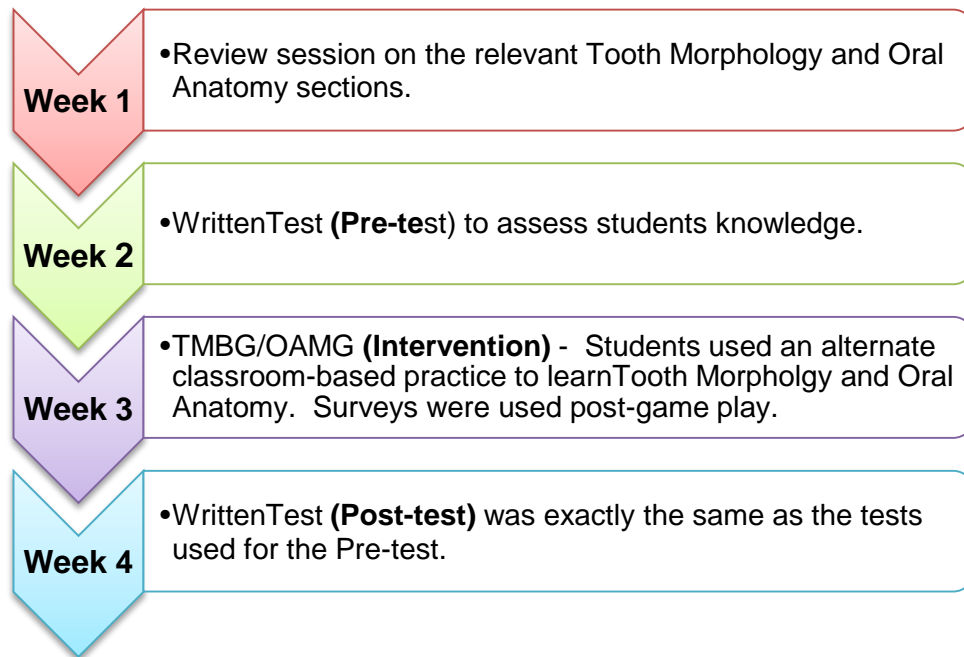 Week 1
•Review session on the relevant Tooth Morphology and Oral
Anatomy sections.
Week 2
•WrittenTest (Pre-test) to assess students knowledge.
Week 3
•TMBG/OAMG (Intervention) - Students used an alternate
classroom-based practice to learnTooth Morpholgy and Oral
Anatomy. Surveys were used post-game play.
Week 4
•WrittenTest (Post-test) was exactly the same as the tests
used for the Pre-test.